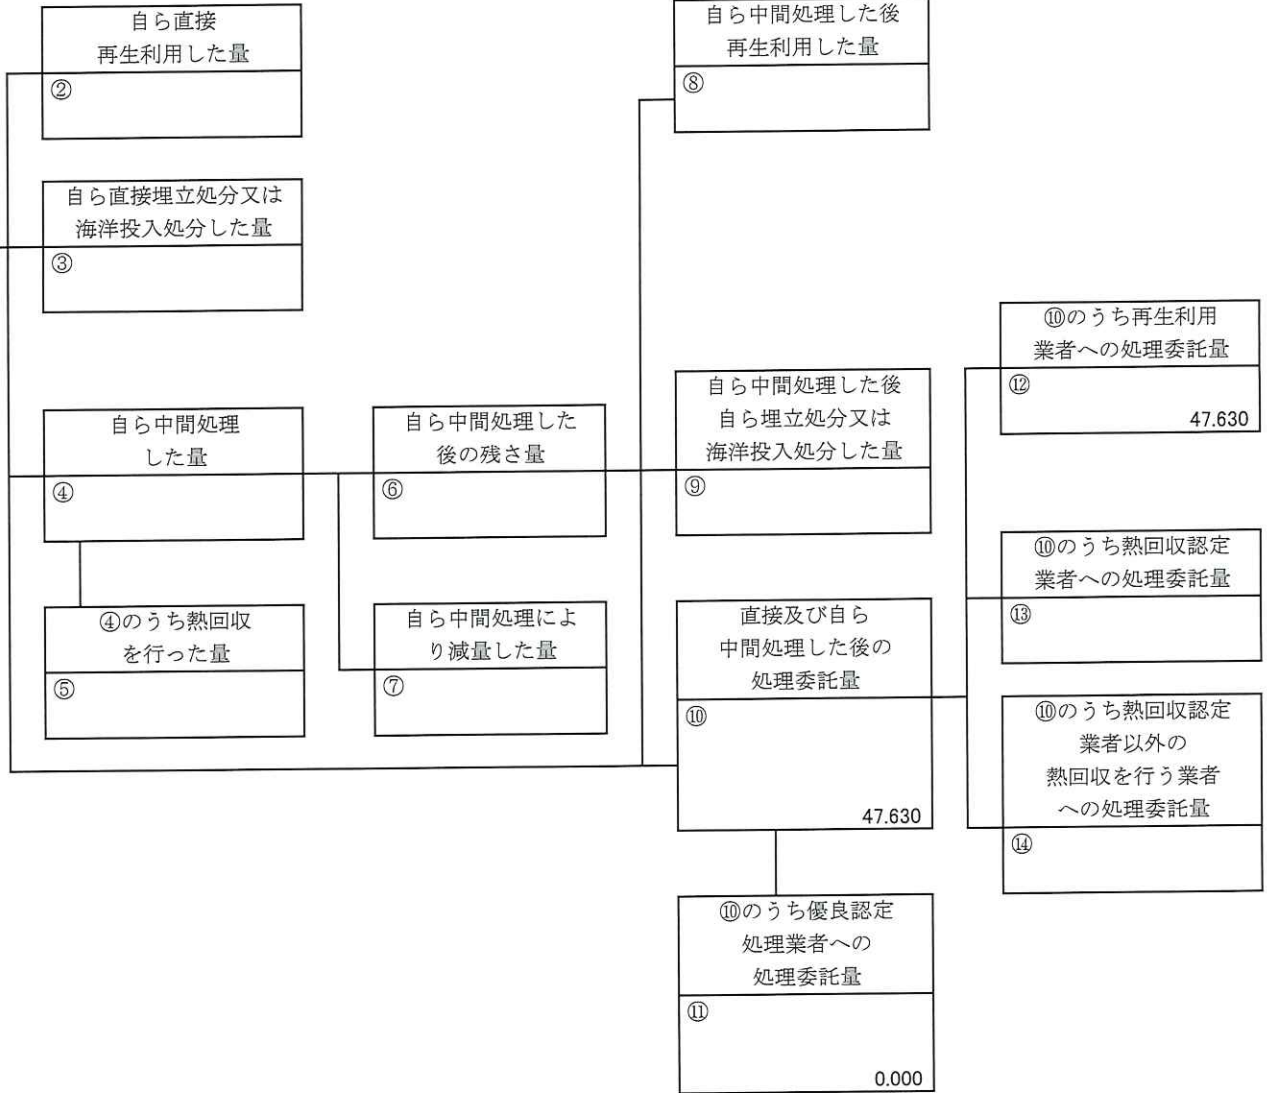 自ら直接
再生利用した量
②
自ら直接埋立処分又は
海洋投入処分した量
③
自ら中間処理
した量
④
④のうち熱回収
を行った量
⑤
自ら中間処理した
後の残さ量
⑥
自ら中間処理によ
り減量した量
⑦
自ら中間処理した後
再生利用した量
⑧
自ら中間処理した後
自ら埋立処分又は
海洋投入処分した量
⑨
直接及び自ら
中間処理した後の
処理委託量
⑩
47.630
⑩のうち優良認定
処理業者への
処理委託量
⑪
0.000
⑩のうち再生利用
業者への処理委託量
⑫
47.630
⑩のうち熱回収認定
業者への処理委託量
⑬
⑩のうち熱回収認定
業者以外の
熱回収を行う業者
への処理委託量
⑭